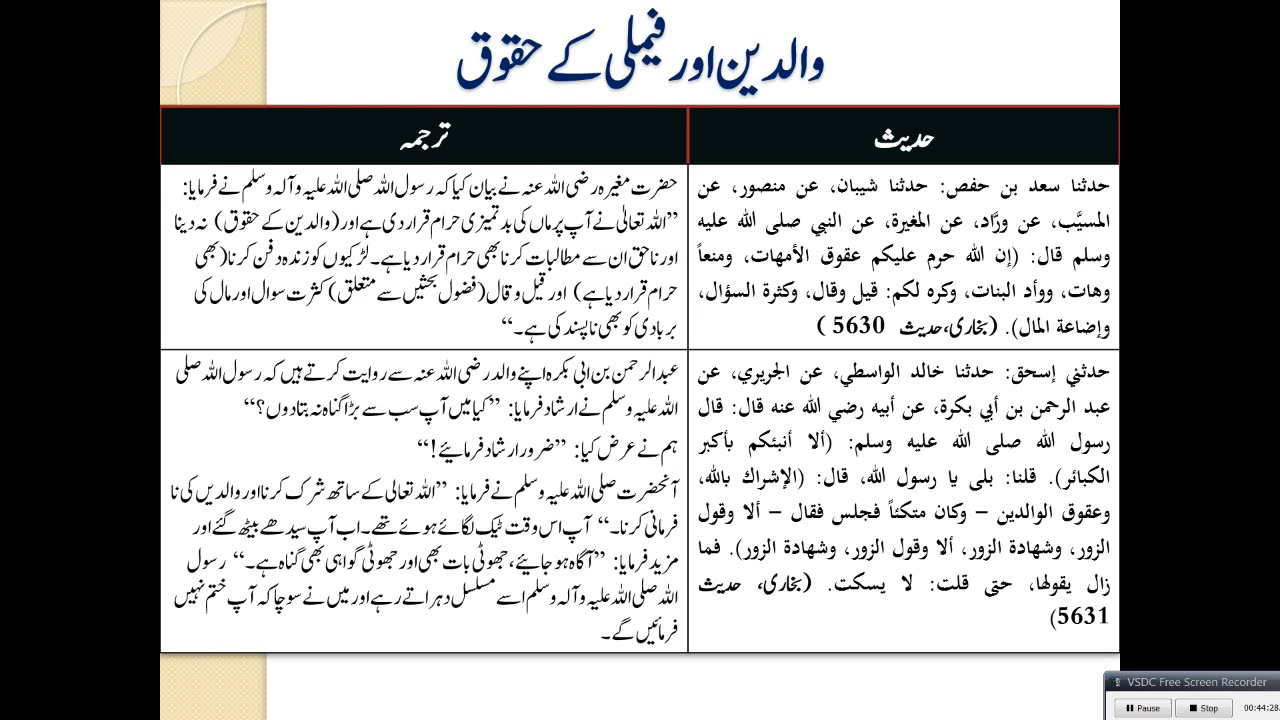 والدین اور فیملی کے حقوق
حدیث
ترجمہ
حدثنا سعد بن حفص: حدثنا شيبان، عن منصور، عن
المسيَّب، عن ورَّاد، عن المغيرة، عن النبي صلى الله عليه
وسلم قال: (إن الله حرم عليكم عقوق الأمهات، ومنعاً
وهات، ووأد البنات، وكره لكم: قيل وقال، وكثرة السؤال،
وإضاعة المال). (بخاری، حدیث 5630 )
حضرت مغیرہ رضی اللہ عنہ نے بیان کیا کہ رسول اللہ صلی اللہ علیہ وآلہ وسلم نے فرمایا:
”اللہ تعالیٰ نے آپ پر ماں کی بدتمیزی حرام قرار دی ہے اور (والدین کے حقوق) نہ دینا
اور ناحق ان سے مطالبات کرنا بھی حرام قرار دیا ہے۔ لڑکیوں کو زندہ دفن کرنا (بھی
حرام قرار دیا ہے) اور قیل و قال (فضول بحثیں سے متعلق) کثرت سوال اور مال کی
بربادی کو بھی ناپسند کی ہے۔“
حدثني إسحق: حدثنا خالد الواسطي، عن الجريري، عن
عبد الرحمن بن أبي بكرة، عن أبيه رضي الله عنه قال: قال
رسول الله صلى الله عليه وسلم: (ألا أنبئكم بأكبر
الكبائر). قلنا: بلى يا رسول الله، قال: (الإشراك بالله،
وعقوق الوالدين – وكان متكئاً فجلس فقال – ألا وقول
الزور، وشهادة الزور، ألا وقول الزور، وشهادة الزور). فما
زال يقولها، حتى قلت: لا يسكت. (بخاری، حدیث
5631)
عبد الرحمن بن ابی بکرہ اپنے والد رضی اللہ عنہ سے روایت کرتے ہیں کہ رسول اللہ صلی
اللہ علیہ وسلم نے ارشاد فرمایا: ”کیا میں آپ سب سے بڑا گناہ نہ بتا دوں؟“
ہم نے عرض کیا: ”ضرور ارشاد فرمائیے!“
آنحضرت صلی اللہ علیہ وسلم نے فرمایا: ”اللہ تعالی کے ساتھ شرک کرنا اور والدیں کی نا
فرمانی کرنا۔“ آپ اس وقت ٹیک لگائے ہوئے تھے۔ اب آپ سیدھے بیٹھ گئے اور
مزید فرمایا: ”آگاہ ہو جائیے، جھوٹی بات بھی اور جھوٹی گواہی بھی گناہ ہے۔“ رسول
اللہ صلی اللہ علیہ وآلہ وسلم اسے مسلسل دہراتے رہے اور میں نے سوچا کہ آپ ختم نہیں
فرمائیں گے۔
VSDC Free Screen Recorder
Pause Stop 00:44:28.